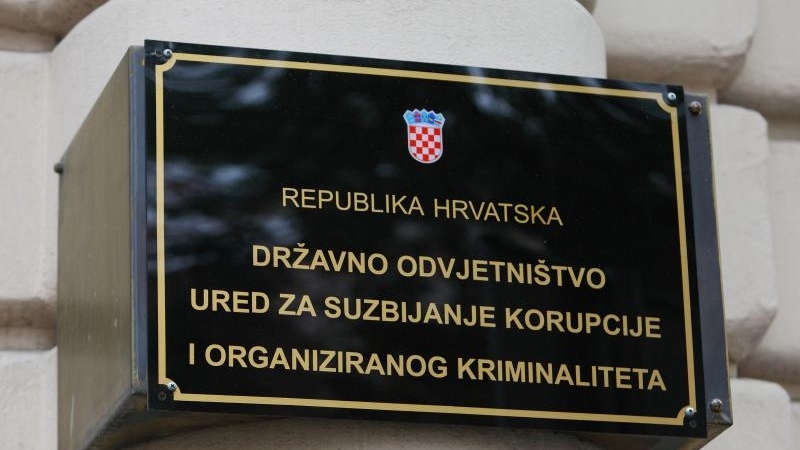 REPUBLIKA HRVATSKA
DRŽAVNO ODVJETNIŠTVO
URED ZA SUZBIJANJE KORUPCIJE
I ORGANIZIRANOG KRIMINALITETA